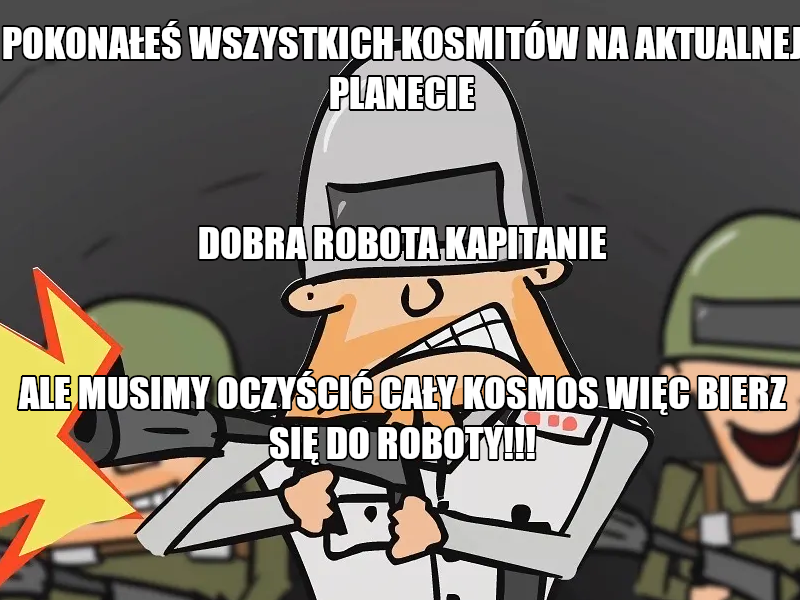 POKONAŁEŚ WSZYSTKICH KOSMITÓW NA AKTUALNEJ
PLANECIE
DOBRA ROBOTA KAPITANIE
ALE MUSIMY OCZYŚCIĆ CAŁY KOSMOS WIĘC BIERZ
SIĘ DO ROBOTY!!!